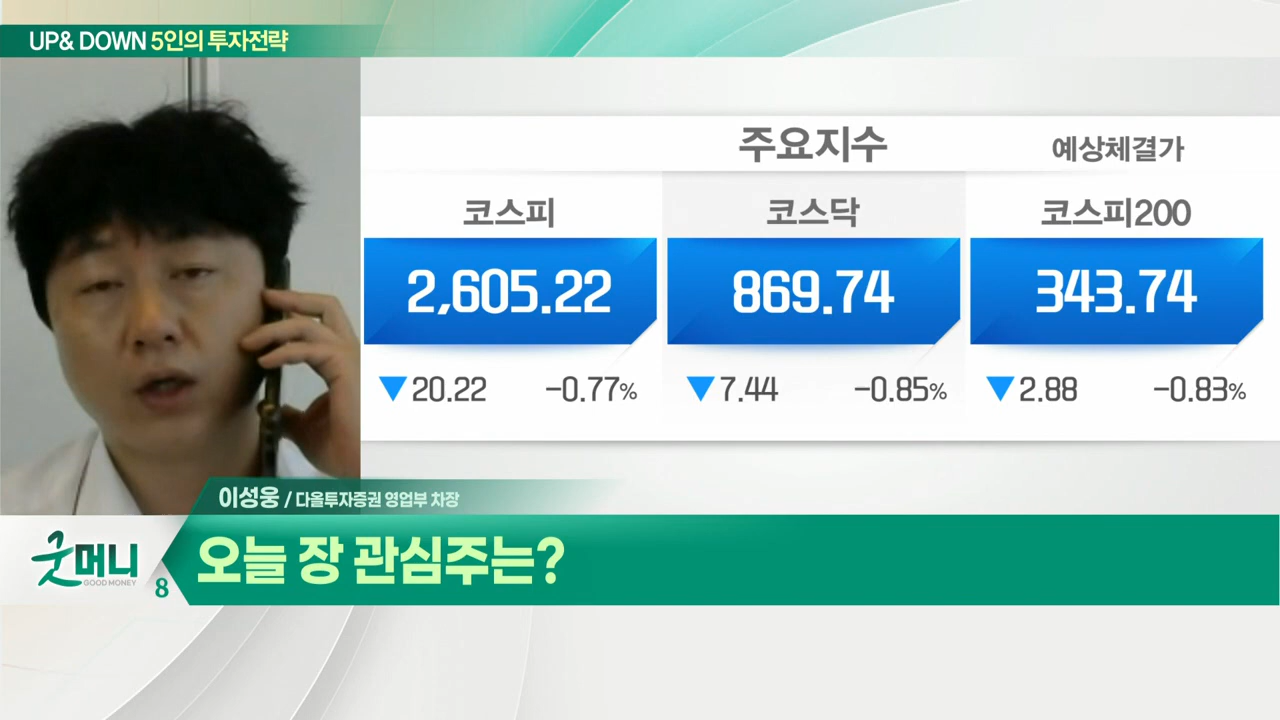 UP& DOWN 5인의 투자전략
주요지수
예상체결가
코스피
코스닥
코스피200
2,605.22
869.74
343.74
▼20.22 -0.77%
▼7.44 -0.85%
▼2.88 -0.83%
이성웅 / 다올투자증권 영업부 차장
굿머니
GOOD MONEY
8
오늘 장 관심주는?